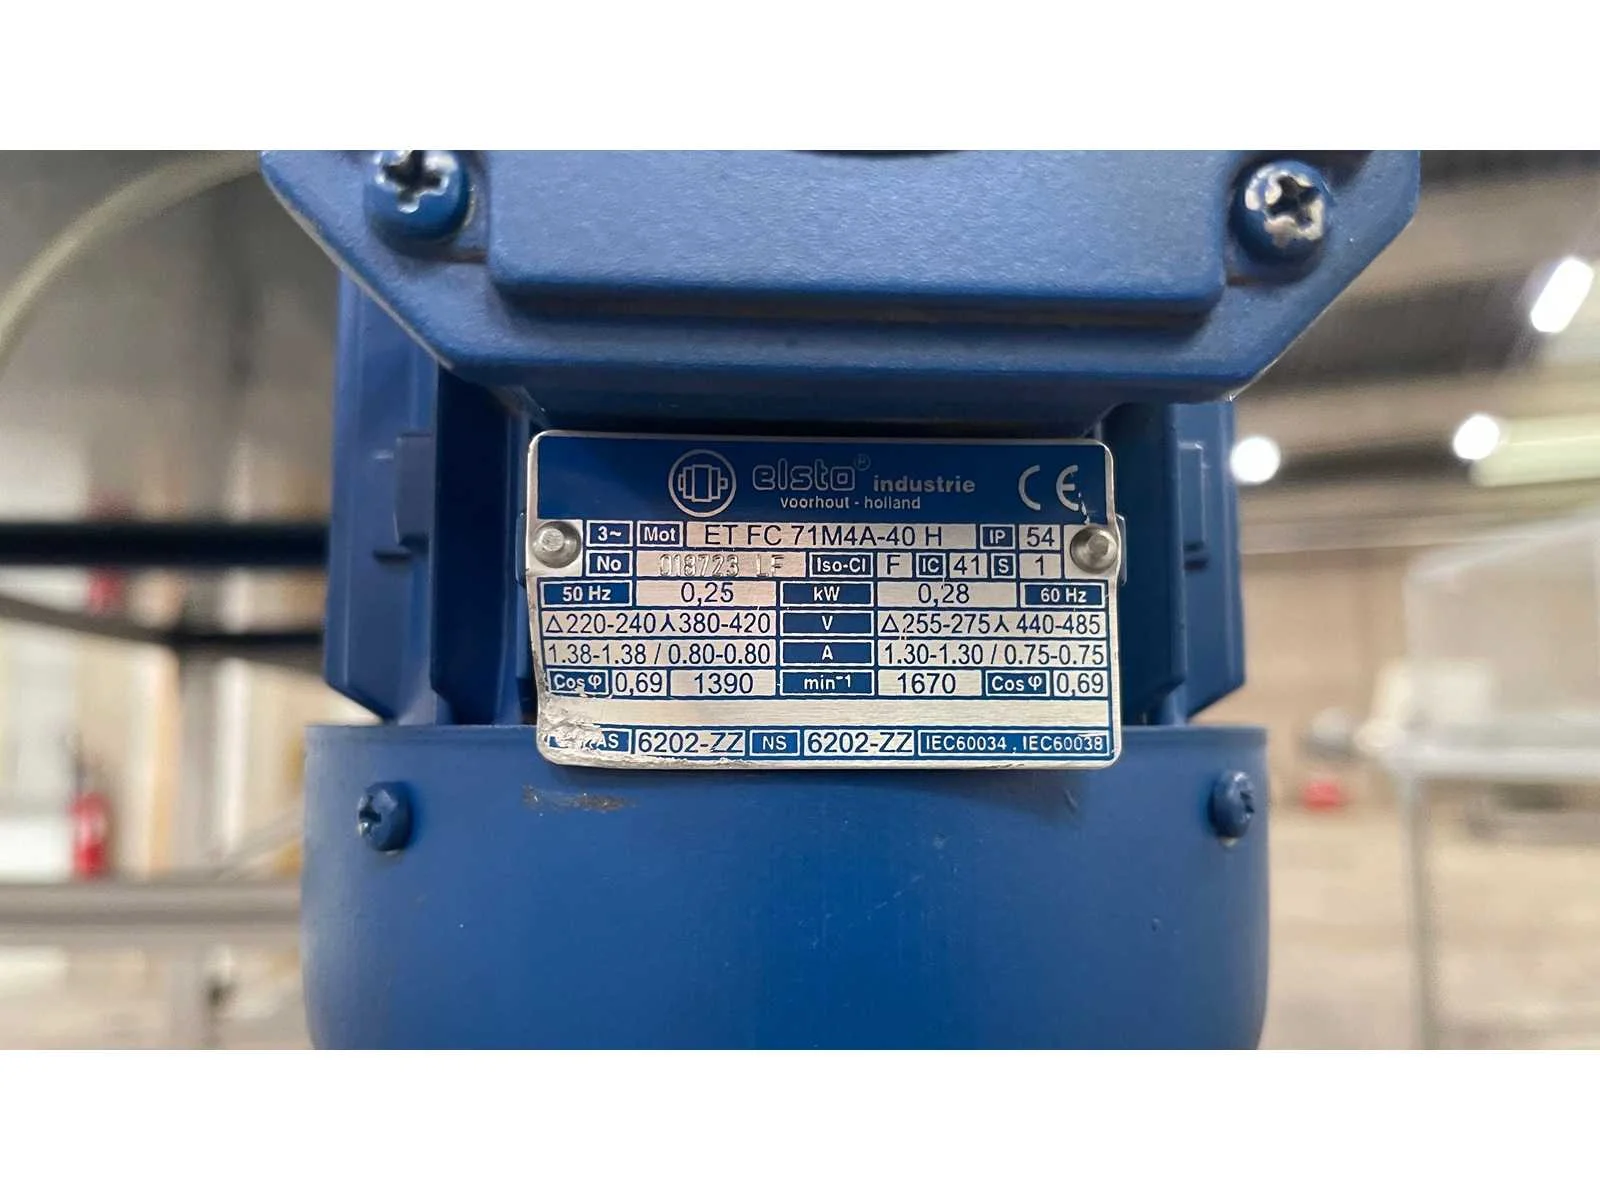 elsto® industrie
voorhout - holland
CE
3~ Mot ET FC 71M4A-40 H IP 54
No 018723 LF Iso-Cl F IC 41 S 1
50 Hz 0,25 kW 0,28 60 Hz
△220-240⅄380-420 V △255-275⅄440-485
1.38-1.38 / 0.80-0.80 A 1.30-1.30 / 0.75-0.75
Cos φ 0,69 1390 min⁻¹ 1670 Cos φ 0,69
6202-ZZ NS 6202-ZZ IEC60034 . IEC60038